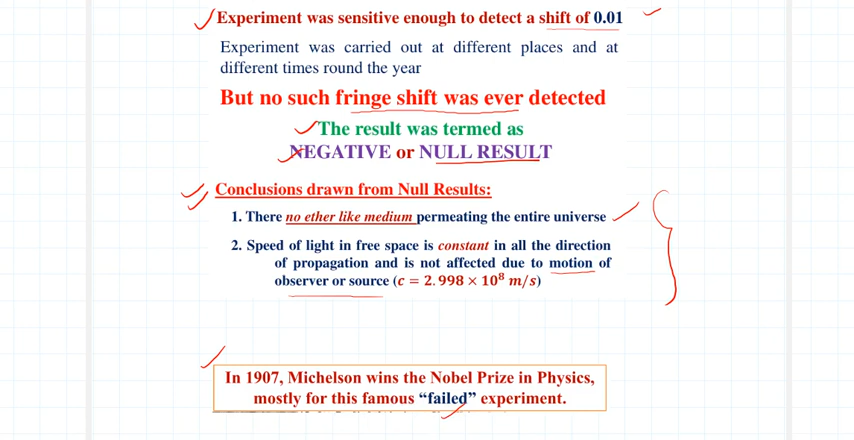 Experiment was sensitive enough to detect a shift of 0.01
Experiment was carried out at different places and at
different times round the year
But no such fringe shift was ever detected
The result was termed as
NEGATIVE or NULL RESULT
Conclusions drawn from Null Results:
1. There no ether like medium permeating the entire universe
2. Speed of light in free space is constant in all the direction
of propagation and is not affected due to motion of
observer or source (c = 2.998 × 10⁸ m/s)
In 1907, Michelson wins the Nobel Prize in Physics,
mostly for this famous “failed” experiment.